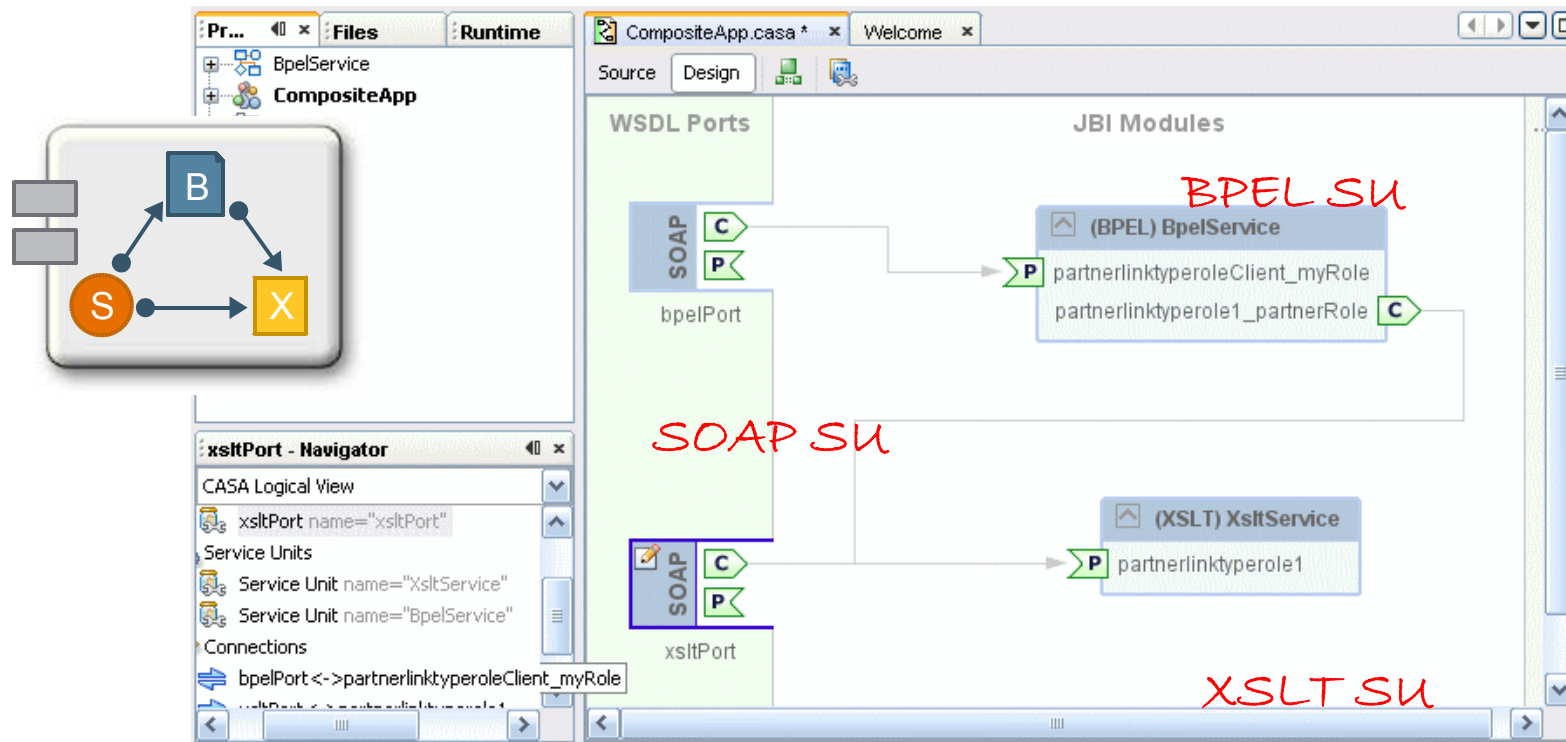 Pr...
Files
Runtime
BpelService
CompositeApp
B
S
X
xsltPort - Navigator
CASA Logical View
xsltPort name="xsltPort"
Service Units
Service Unit name="XsltService"
Service Unit name="BpelService"
Connections
bpelPort<->partnerlinktyperoleClient_myRole
CompositeApp.casa *
Welcome
Source
Design
WSDL Ports
JBI Modules
..
BPEL SU
SOAP
C
P
bpelPort
(BPEL) BpelService
P
partnerlinktyperoleClient_myRole
partnerlinktyperole1_partnerRole
C
SOAP SU
SOAP
C
P
xsltPort
(XSLT) XsltService
P
partnerlinktyperole1
XSLT SU